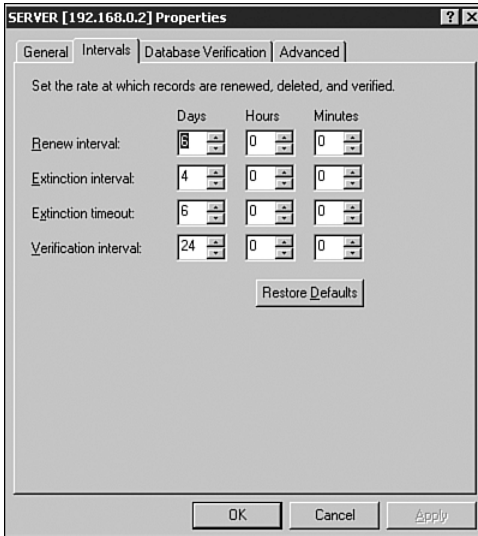 SERVER [192.168.0.2] Properties
General Intervals Database Verification Advanced
Set the rate at which records are renewed, deleted, and verified.
Days Hours Minutes
Renew interval: 6 0 0
Extinction interval: 4 0 0
Extinction timeout: 6 0 0
Verification interval: 24 0 0
Restore Defaults
OK Cancel Apply